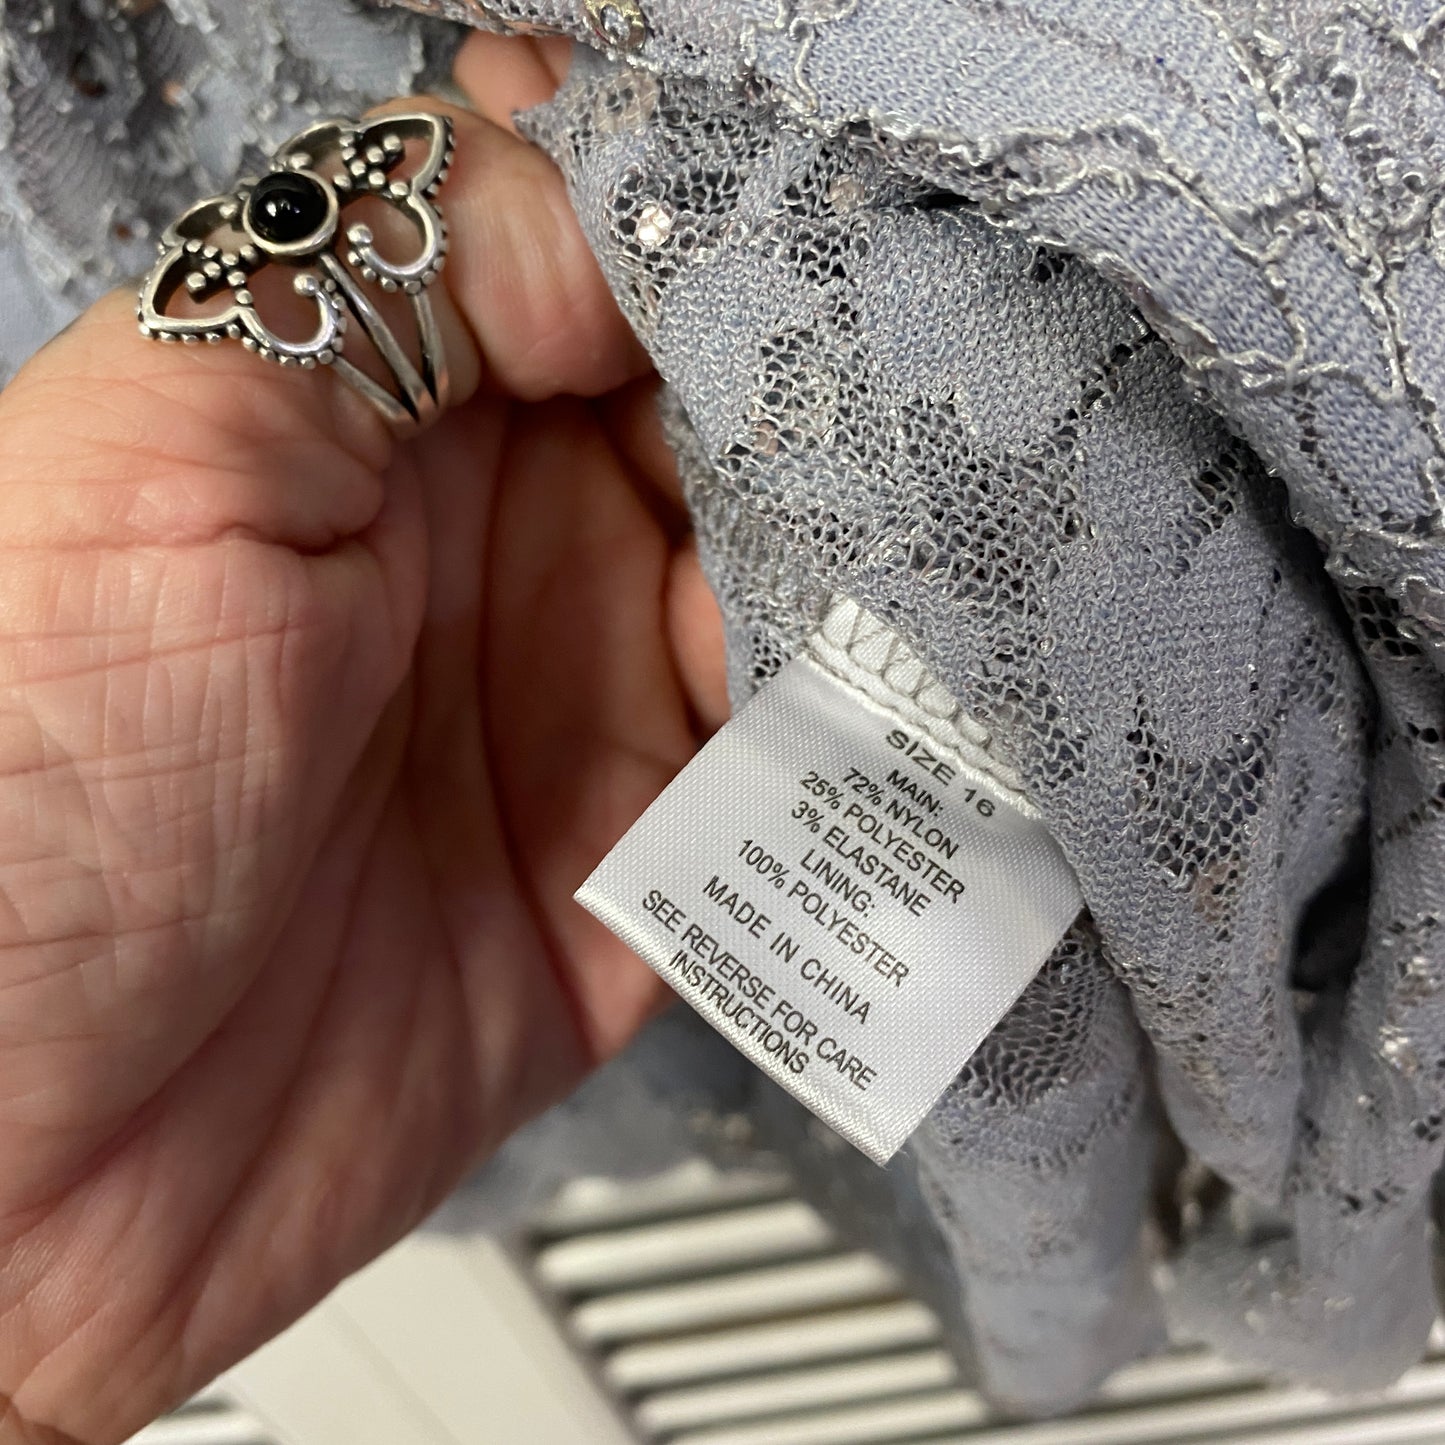 SIZE 16
MAIN:
72% NYLON
25% POLYESTER
3% ELASTANE
LINING:
100% POLYESTER
MADE IN CHINA
SEE REVERSE FOR CARE
INSTRUCTIONS